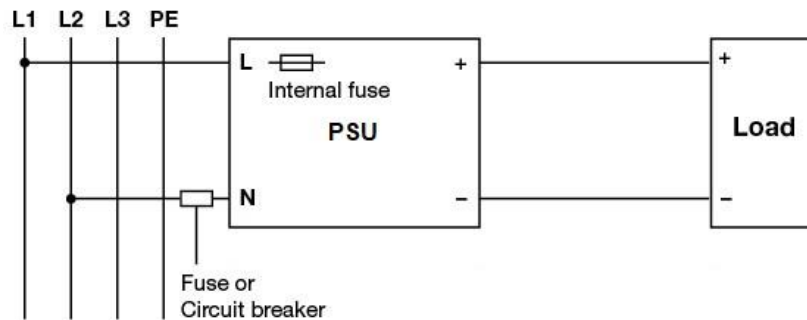 L1 L2 L3 PE
L
Internal fuse
PSU
+
+
Load
N
−
−
Fuse or
Circuit breaker